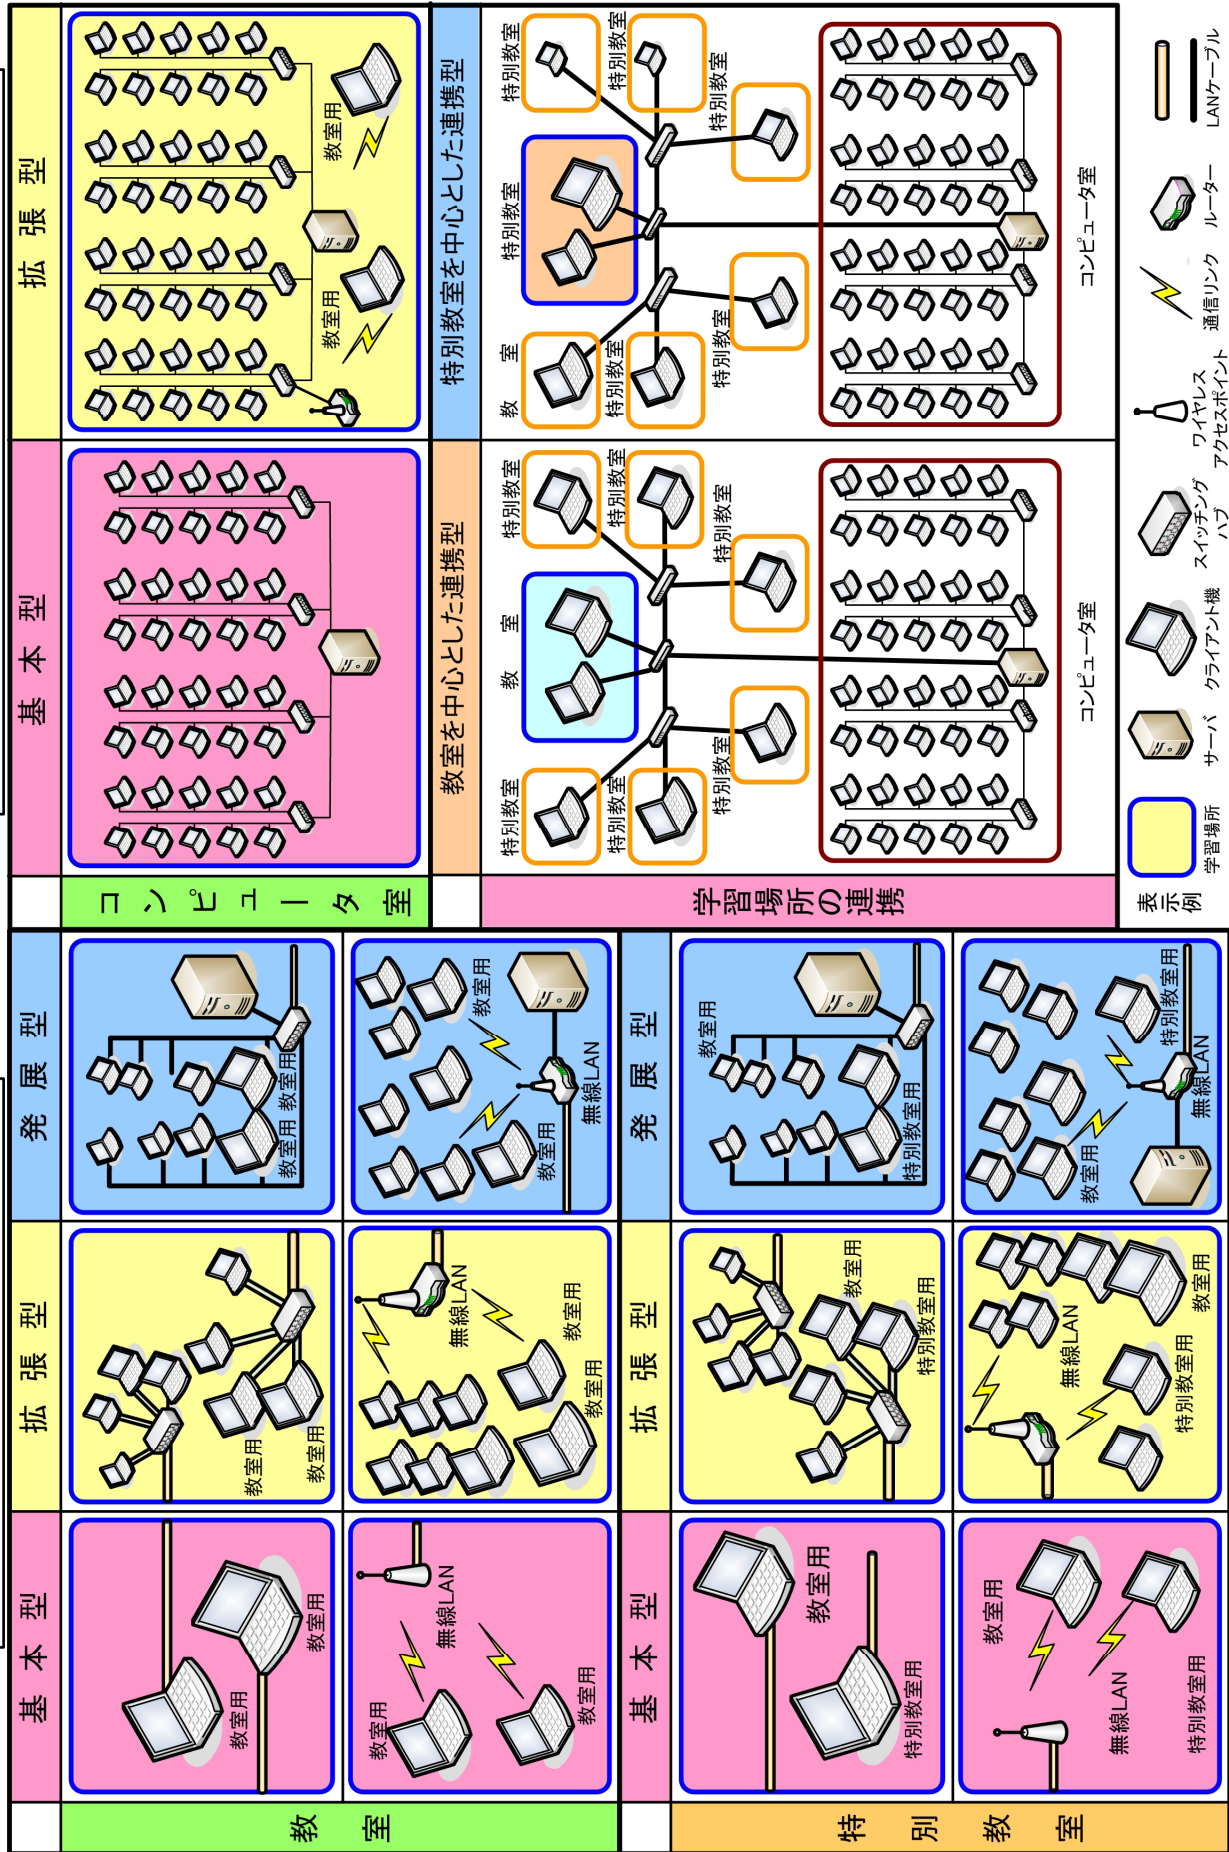 基 本 型
拡 張 型
発 展 型
教 室
教室用
教室用
教室用
教室用
教室用
教室用
教室用
無線LAN
教室用
無線LAN
教室用
教室用
教室用
教室用
無線LAN
基 本 型
拡 張 型
発 展 型
特 別 教 室
教室用
特別教室用
教室用
特別教室用
教室用
特別教室用
教室用
無線LAN
特別教室用
無線LAN
特別教室用
教室用
特別教室用
教室用
無線LAN
基 本 型
拡 張 型
コンピュータ室
教室用
教室用
教室を中心とした連携型
特別教室を中心とした連携型
学習場所の連携
特別教室
教 室
特別教室
特別教室
特別教室
特別教室
特別教室
コンピュータ室
教 室
特別教室
特別教室
特別教室
特別教室
特別教室
特別教室
コンピュータ室
表示例
学習場所
サーバ
クライアント機
スイッチング
ハブ
ワイヤレス
アクセスポイント
通信リンク
ルーター
LANケーブル